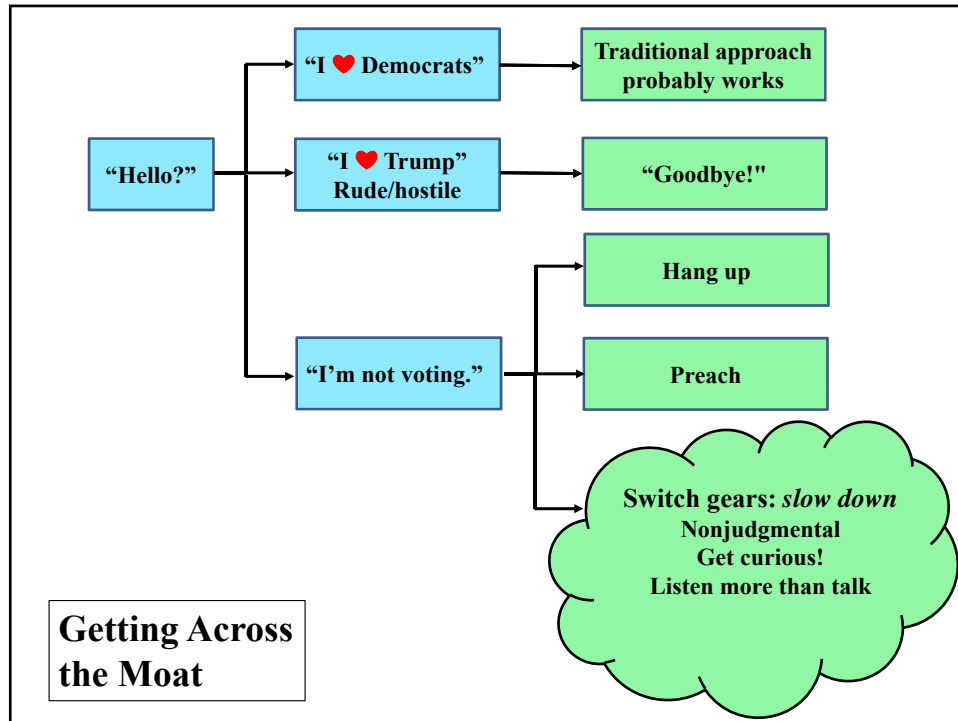 “Hello?”
“I ❤ Democrats”
Traditional approach
probably works
“I ❤ Trump”
Rude/hostile
“Goodbye!"
“I’m not voting.”
Hang up
Preach
Switch gears: slow down
Nonjudgmental
Get curious!
Listen more than talk
Getting Across
the Moat